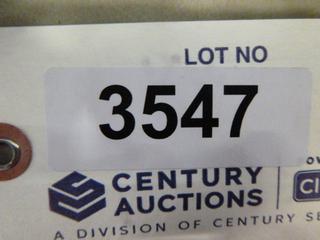 LOT NO
3547
CENTURY
AUCTIONS
A DIVISION OF CENTURY